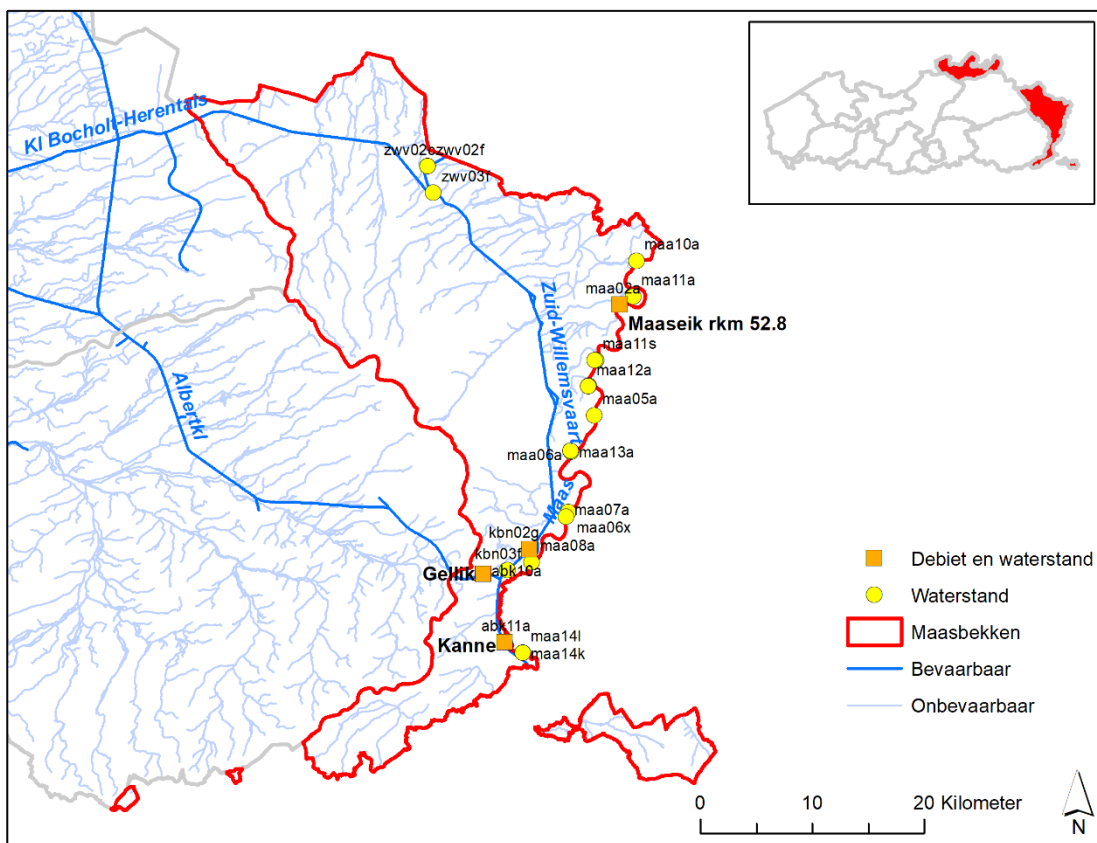 Kl Bocholt-Herentals
zwv02czwv02f
zwv03f
maa10a
maa11a
maa02a
Maaseik rkm 52.8
Zuid-Willemsvaart
maa11s
maa12a
Albertkl
maa05a
maa06a
maa13a
Maas
maa07a
maa06x
kbn02g
maa08a
kbn03f
Gellik
abk10a
abk11a
Kanne
maa14l
maa14k
Debiet en waterstand
Waterstand
Maasbekken
Bevaarbaar
Onbevaarbaar
0 10 20 Kilometer
N